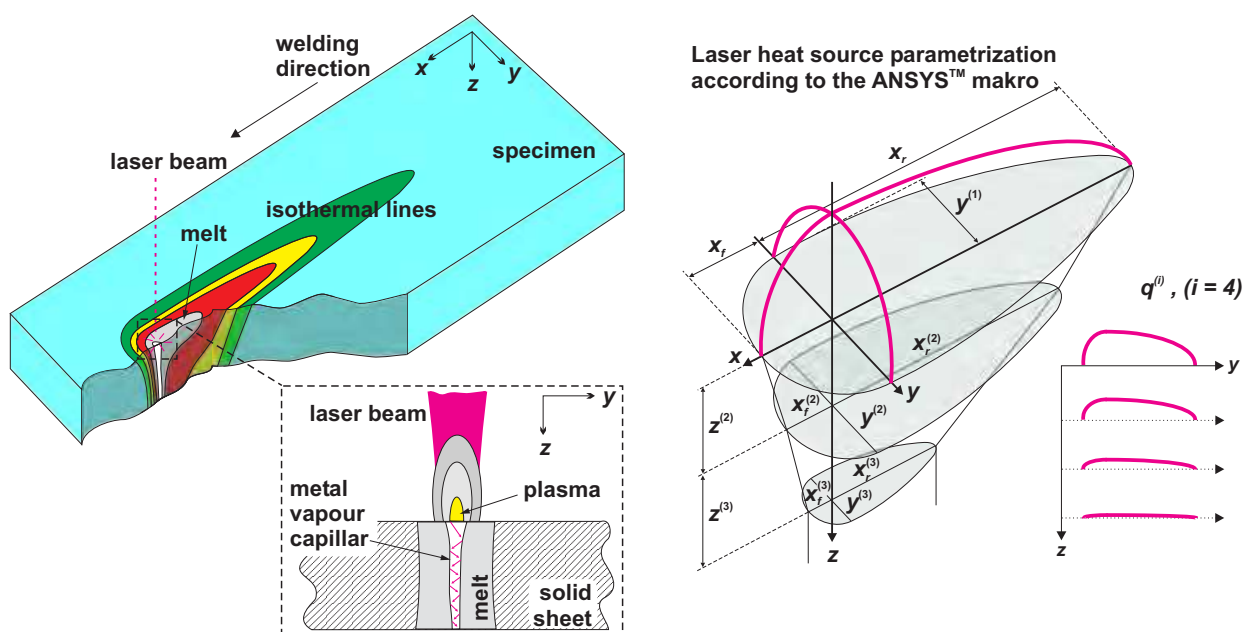 welding
direction
x
y
z
laser beam
specimen
isothermal lines
melt
laser beam
y
z
metal
vapour
capillar
plasma
melt
solid
sheet
Laser heat source parametrization
according to the ANSYS™ makro
x_r
y^(1)
x_f
x
y
x_r^(2)
x_f^(2)
y^(2)
z^(2)
x_r^(3)
x_f^(3)
y^(3)
z^(3)
z
q^(i) , (i = 4)
y
z